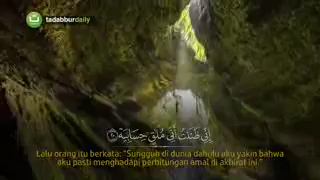 tadabburdaily
إِنِّي ظَنَنتُ أَنِّي مُلَاقٍ حِسَابِيَهْ ۝٢٠
Lalu orang itu berkata: "Sungguh di dunia dahulu aku yakin bahwa
aku pasti menghadapi perhitungan amal di akhirat ini."